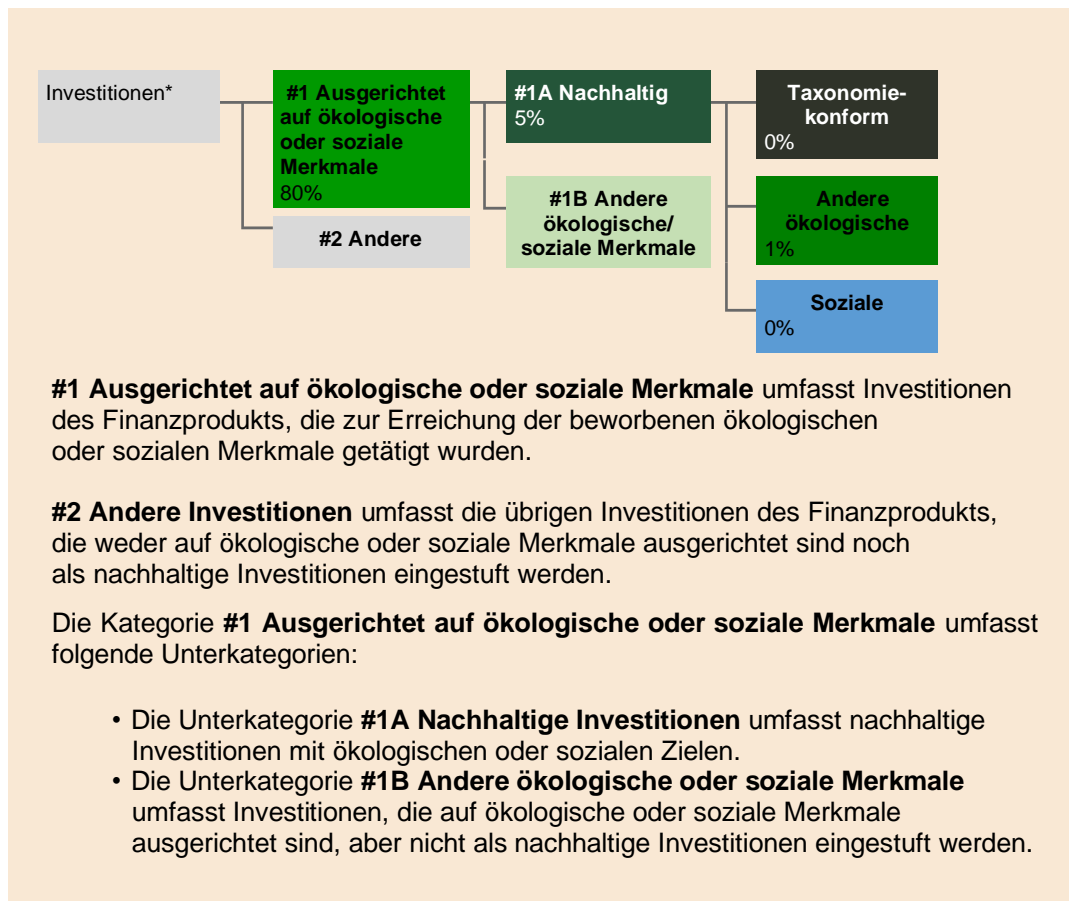 Investitionen*
#1 Ausgerichtet
auf ökologische
oder soziale
Merkmale
80%
#2 Andere
#1A Nachhaltig
5%
#1B Andere
ökologische/
soziale Merkmale
Taxonomie-
konform
0%
Andere
ökologische
1%
Soziale
0%
#1 Ausgerichtet auf ökologische oder soziale Merkmale umfasst Investitionen
des Finanzprodukts, die zur Erreichung der beworbenen ökologischen
oder sozialen Merkmale getätigt wurden.
#2 Andere Investitionen umfasst die übrigen Investitionen des Finanzprodukts,
die weder auf ökologische oder soziale Merkmale ausgerichtet sind noch
als nachhaltige Investitionen eingestuft werden.
Die Kategorie #1 Ausgerichtet auf ökologische oder soziale Merkmale umfasst
folgende Unterkategorien:
• Die Unterkategorie #1A Nachhaltige Investitionen umfasst nachhaltige
Investitionen mit ökologischen oder sozialen Zielen.
• Die Unterkategorie #1B Andere ökologische oder soziale Merkmale
umfasst Investitionen, die auf ökologische oder soziale Merkmale
ausgerichtet sind, aber nicht als nachhaltige Investitionen eingestuft werden.